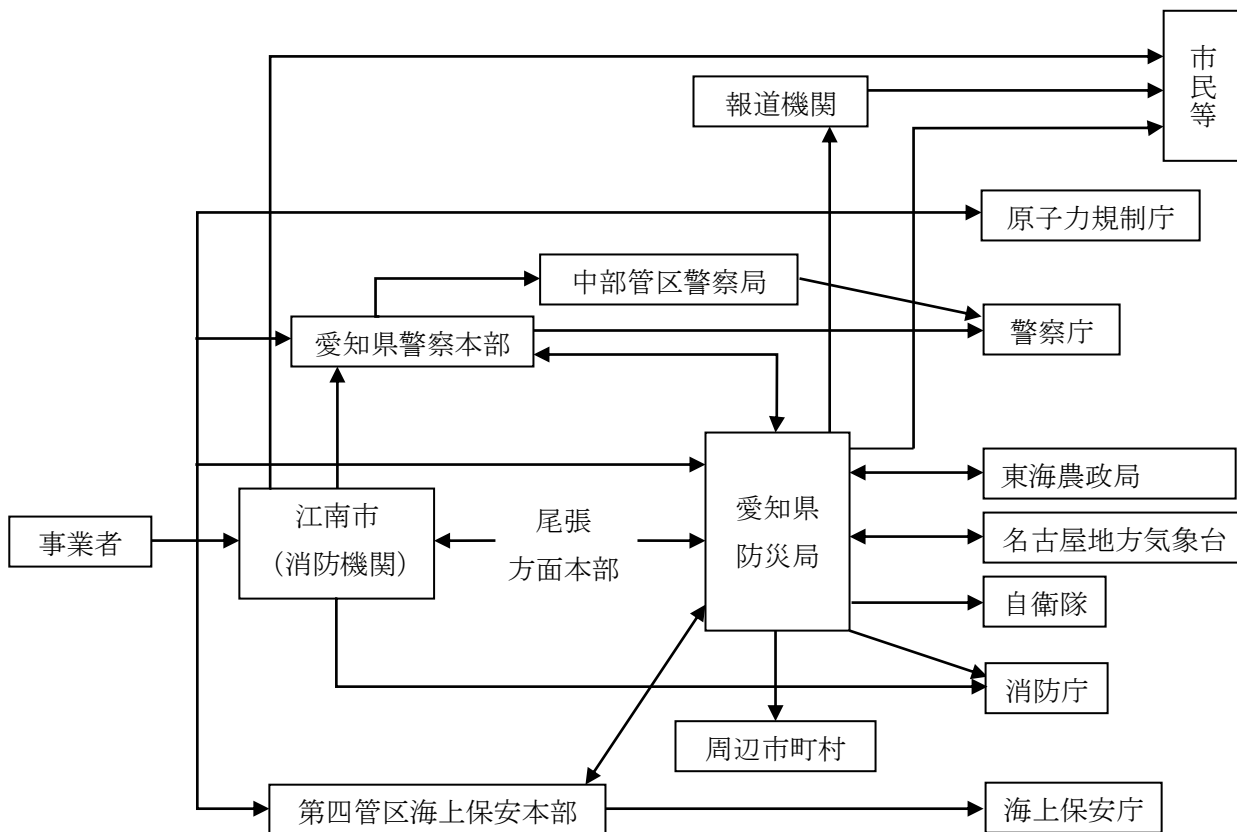 市民等
報道機関
原子力規制庁
中部管区警察局
警察庁
愛知県警察本部
東海農政局
江南市
(消防機関)
尾張
方面本部
愛知県
防災局
事業者
名古屋地方気象台
自衛隊
消防庁
周辺市町村
第四管区海上保安本部
海上保安庁